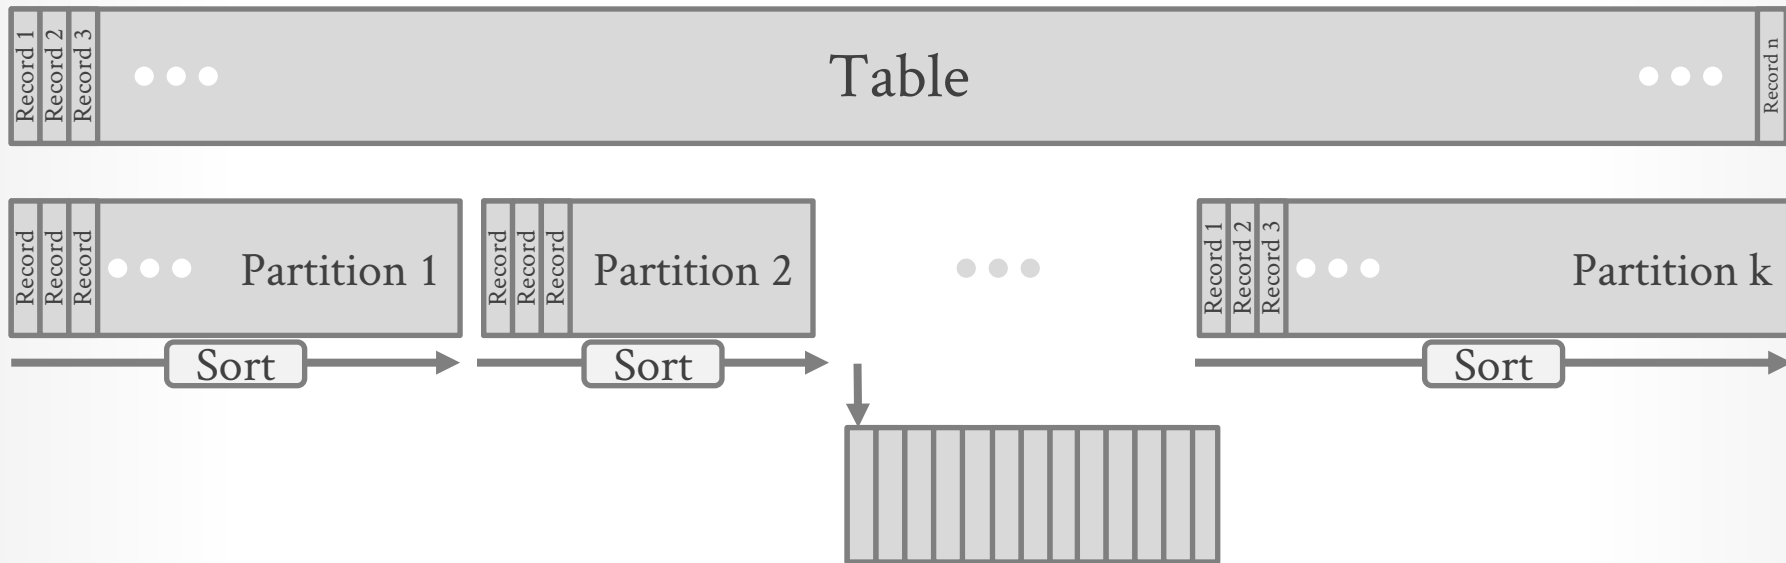 Record 1
Record 2
Record 3
Table
Record n
Record
Record
Record
Partition 1
Record
Record
Record
Partition 2
Record 1
Record 2
Record 3
Partition k
Sort
Sort
Sort